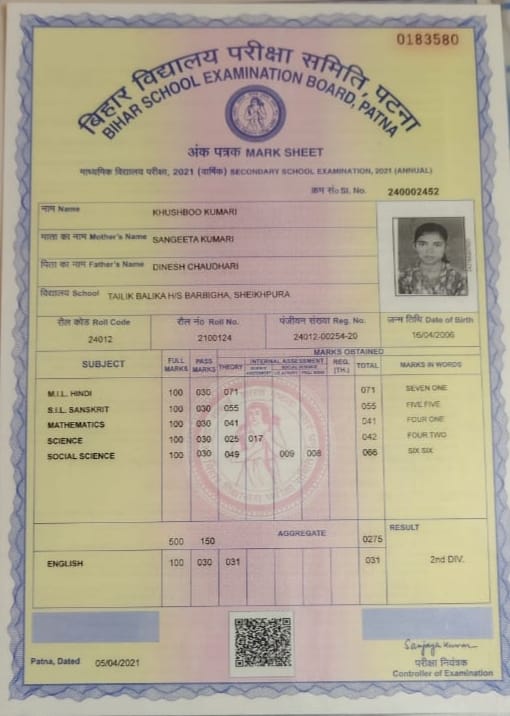 0183580
बिहार विद्यालय परीक्षा समिति, पटना
BIHAR SCHOOL EXAMINATION BOARD, PATNA
अंक पत्रक MARK SHEET
माध्यमिक विद्यालय परीक्षा, 2021 (वार्षिक) SECONDARY SCHOOL EXAMINATION, 2021 (ANNUAL)
क्रम सं० Sl. No. 240002452
नाम Name KHUSHBOO KUMARI
माता का नाम Mother's Name SANGEETA KUMARI
पिता का नाम Father's Name DINESH CHAUDHARI
विद्यालय School TAILIK BALIKA H/S BARBIGHA, SHEIKHPURA
रौल कोड Roll Code रौल नं० Roll No. पंजीयन संख्या Reg. No. जन्म तिथि Date of Birth
24012 2100124 24012-00254-20 16/04/2006
MARKS OBTAINED
SUBJECT FULL MARKS PASS MARKS THEORY INTERNAL ASSESSMENT REG. (TH.) TOTAL MARKS IN WORDS
M.I.L. HINDI 100 030 071 071 SEVEN ONE
S.I.L. SANSKRIT 100 030 055 055 FIVE FIVE
MATHEMATICS 100 030 041 041 FOUR ONE
SCIENCE 100 030 025 017 042 FOUR TWO
SOCIAL SCIENCE 100 030 049 009 008 066 SIX SIX
AGGREGATE RESULT
500 150 0275
ENGLISH 100 030 031 031 2nd DIV.
Sanjay Kumar
Patna, Dated 05/04/2021 परीक्षा नियंत्रक
Controller of Examination